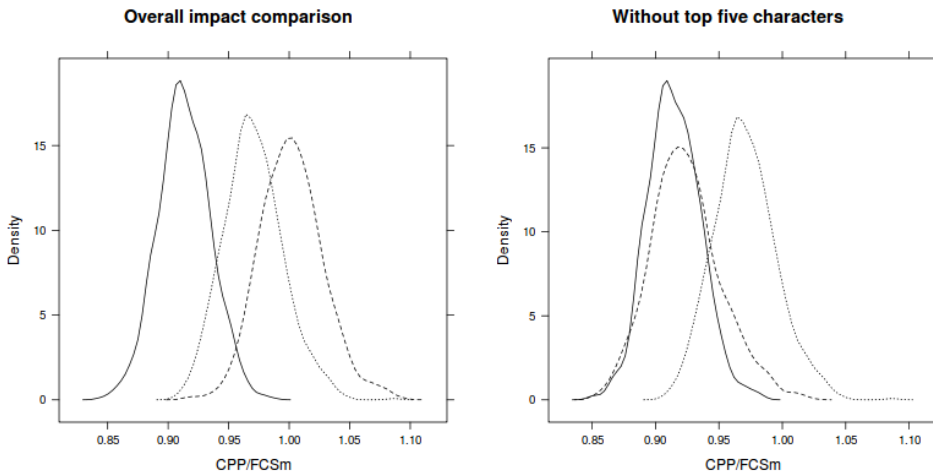 Overall impact comparison
Density
15
10
5
0
0.85 0.90 0.95 1.00 1.05 1.10
CPP/FCSm
Without top five characters
Density
15
10
5
0
0.85 0.90 0.95 1.00 1.05 1.10
CPP/FCSm